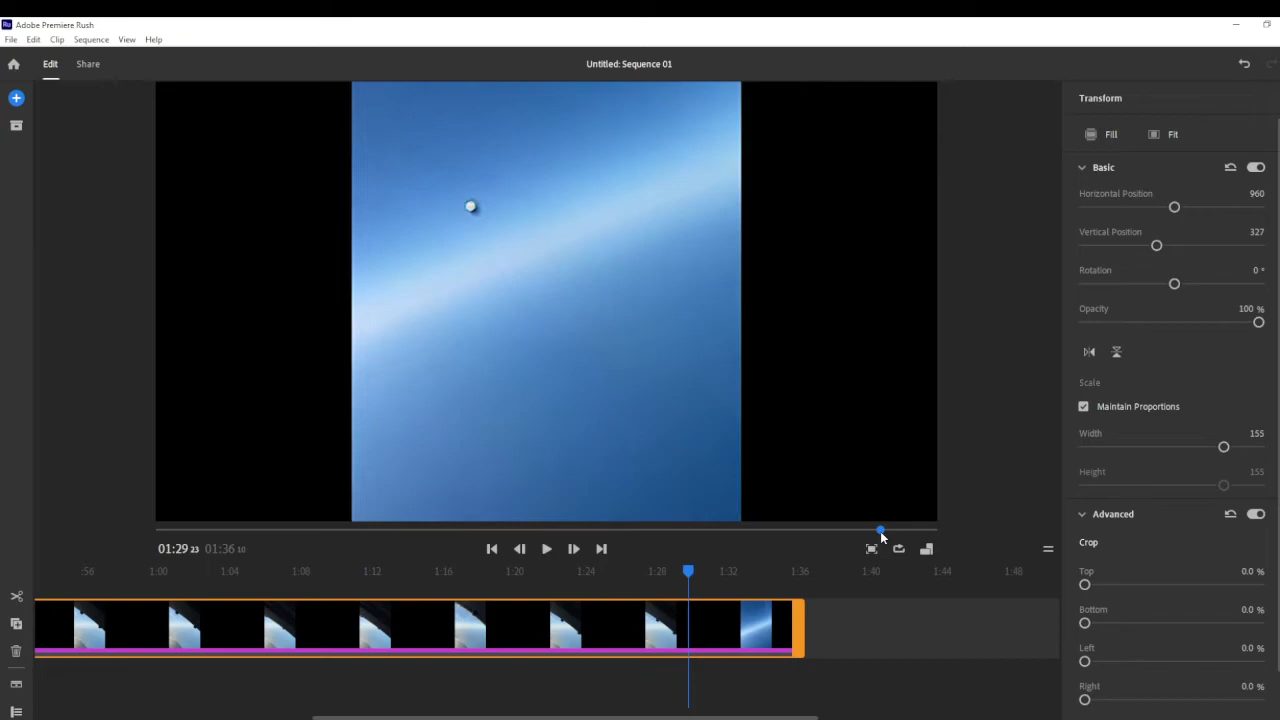 Ru Adobe Premiere Rush
File Edit Clip Sequence View Help
Edit Share Untitled: Sequence 01
Transform
Fill Fit
Basic
Horizontal Position 960
Vertical Position 327
Rotation 0 °
Opacity 100 %
Scale
Maintain Proportions
Width 155
Height 155
Advanced
Crop
Top 0.0 %
Bottom 0.0 %
Left 0.0 %
Right 0.0 %
01:29 23 01:36 10
:56 1:00 1:04 1:08 1:12 1:16 1:20 1:24 1:28 1:32 1:36 1:40 1:44 1:48